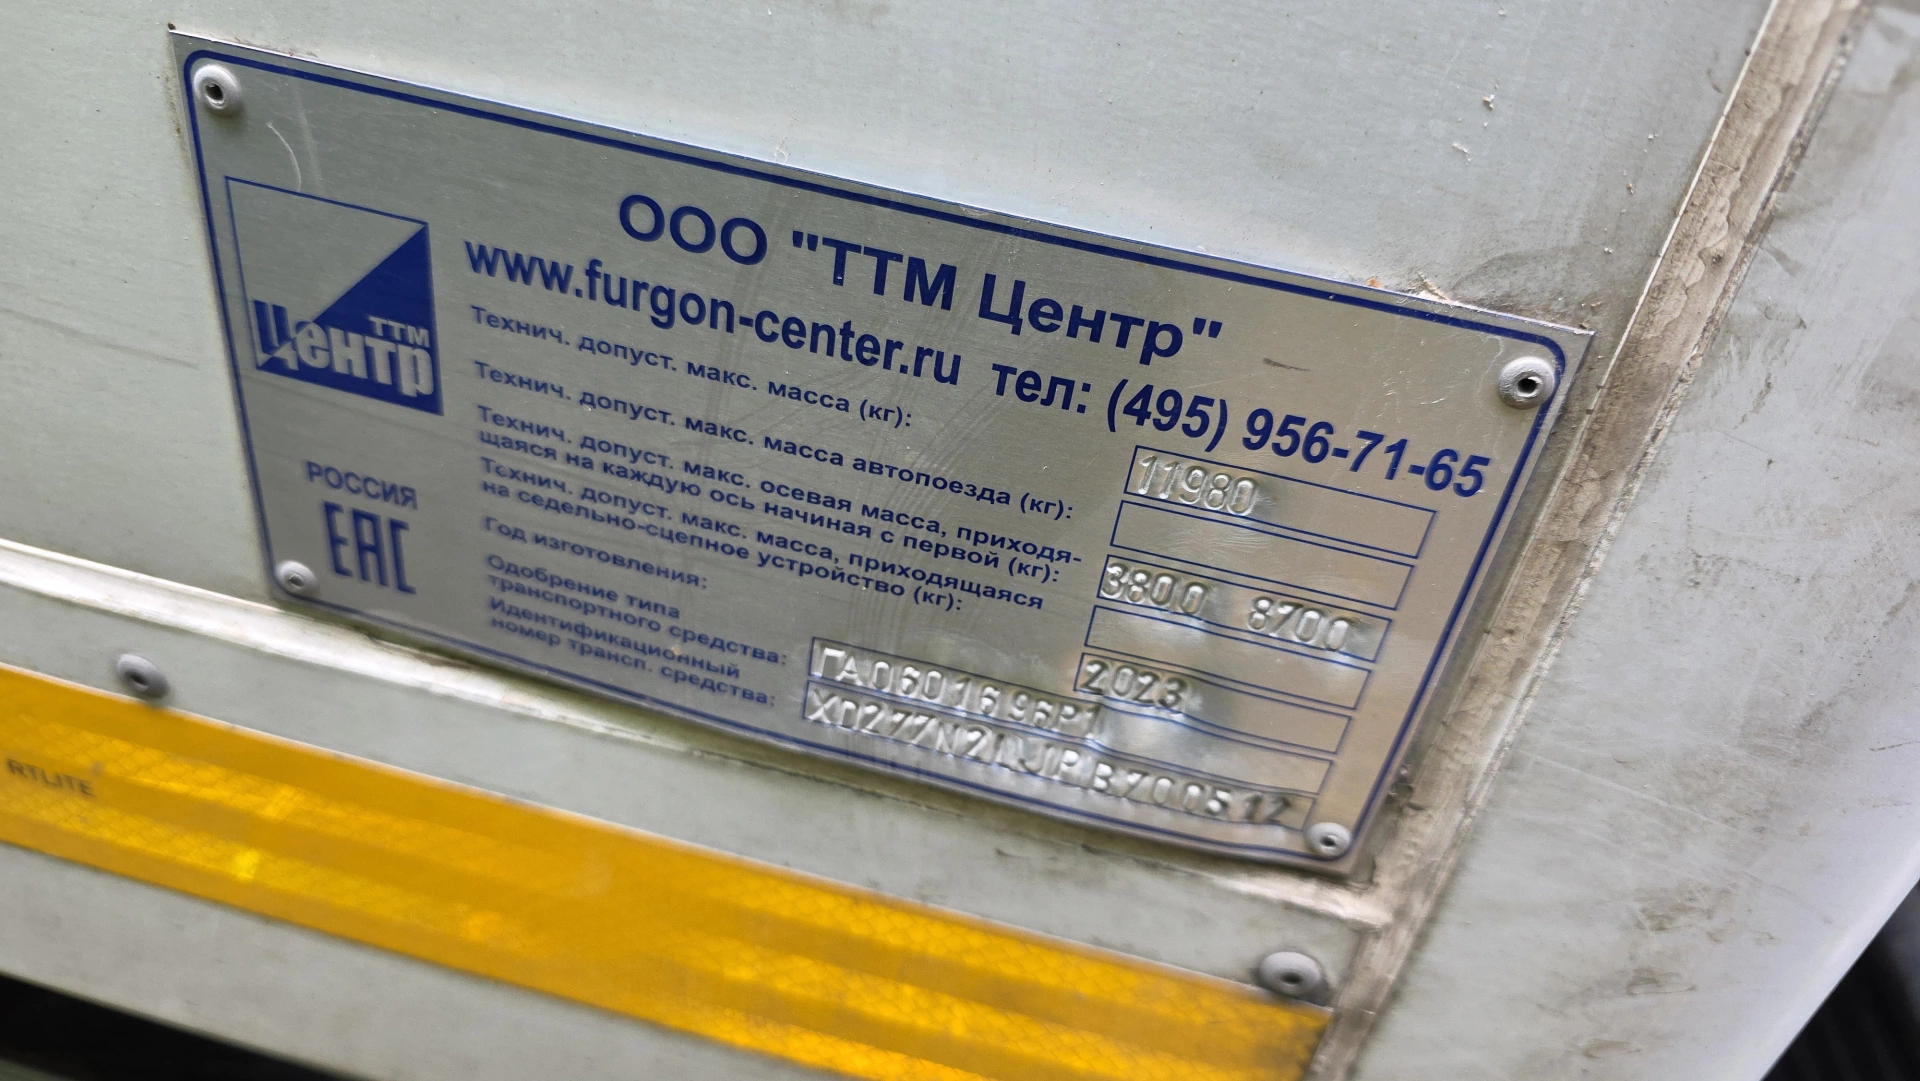 ООО "ТТМ Центр"
www.furgon-center.ru тел: (495) 956-71-65
ТТМ
Центр
РОССИЯ
ЕАС
Технич. допуст. макс. масса (кг): 11980
Технич. допуст. макс. масса автопоезда (кг):
Технич. допуст. макс. осевая масса, приходя-
щаяся на каждую ось начиная с первой (кг): 3800 8700
Технич. допуст. макс. масса, приходящаяся
на седельно-сцепное устройство (кг):
Год изготовления: 2023
Одобрение типа
транспортного средства: ГА0601696Р1
Идентификационный
номер трансп. средства: XD277N2LJPB700512
RTLITE